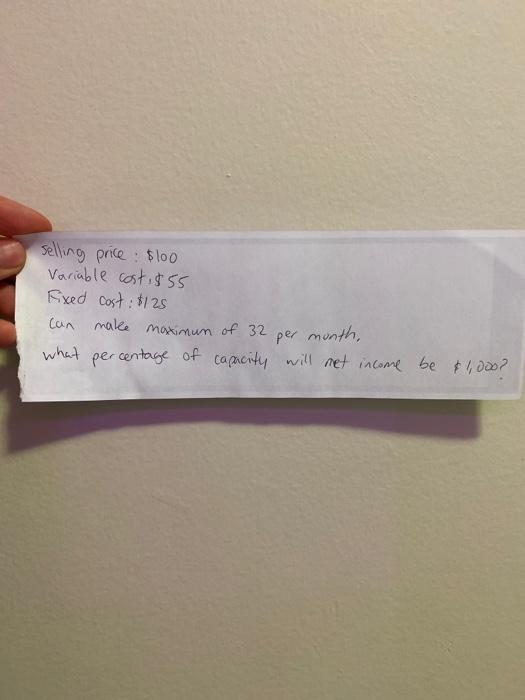 Selling price : $100
Variable cost : $55
Fixed cost : $125
Can make maximum of 32 per month.
what percentage of capacity will net income be $1,000?